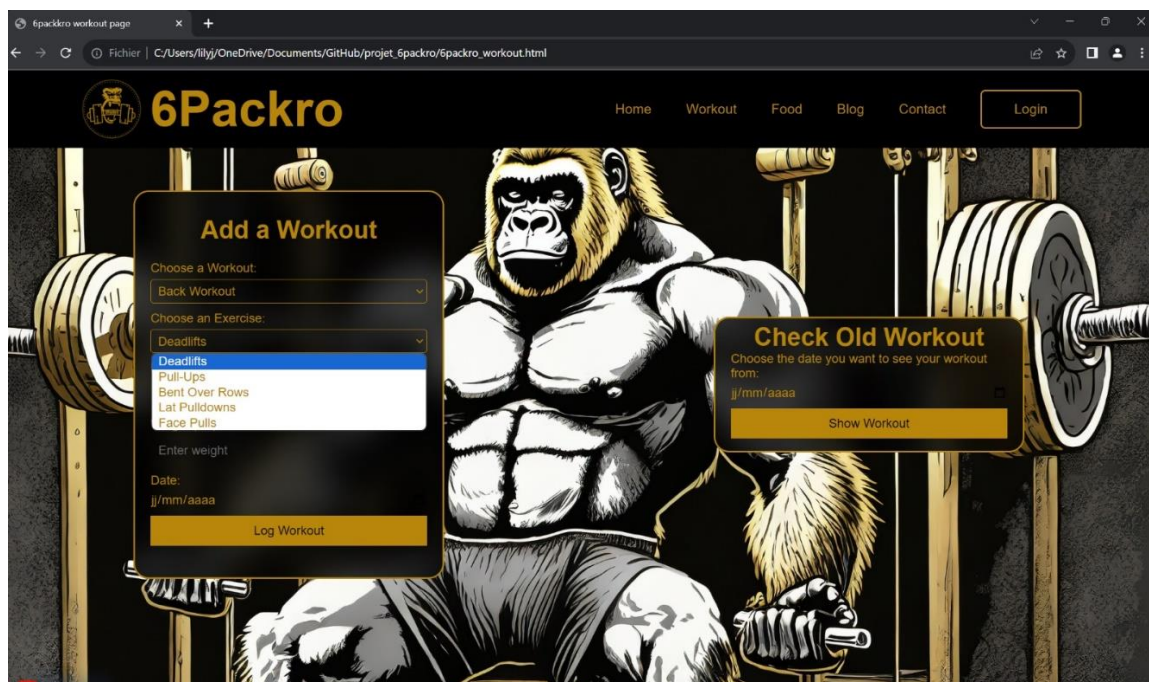 6packkro workout page
Fichier
C:/Users/lilyj/OneDrive/Documents/GitHub/projet_6packro/6packro_workout.html
6Packro
Home
Workout
Food
Blog
Contact
Login
Add a Workout
Choose a Workout:
Back Workout
Choose an Exercise:
Deadlifts
Deadlifts
Pull-Ups
Bent Over Rows
Lat Pulldowns
Face Pulls
Enter weight
Date:
jj/mm/aaaa
Log Workout
Check Old Workout
Choose the date you want to see your workout
from:
jj/mm/aaaa
Show Workout